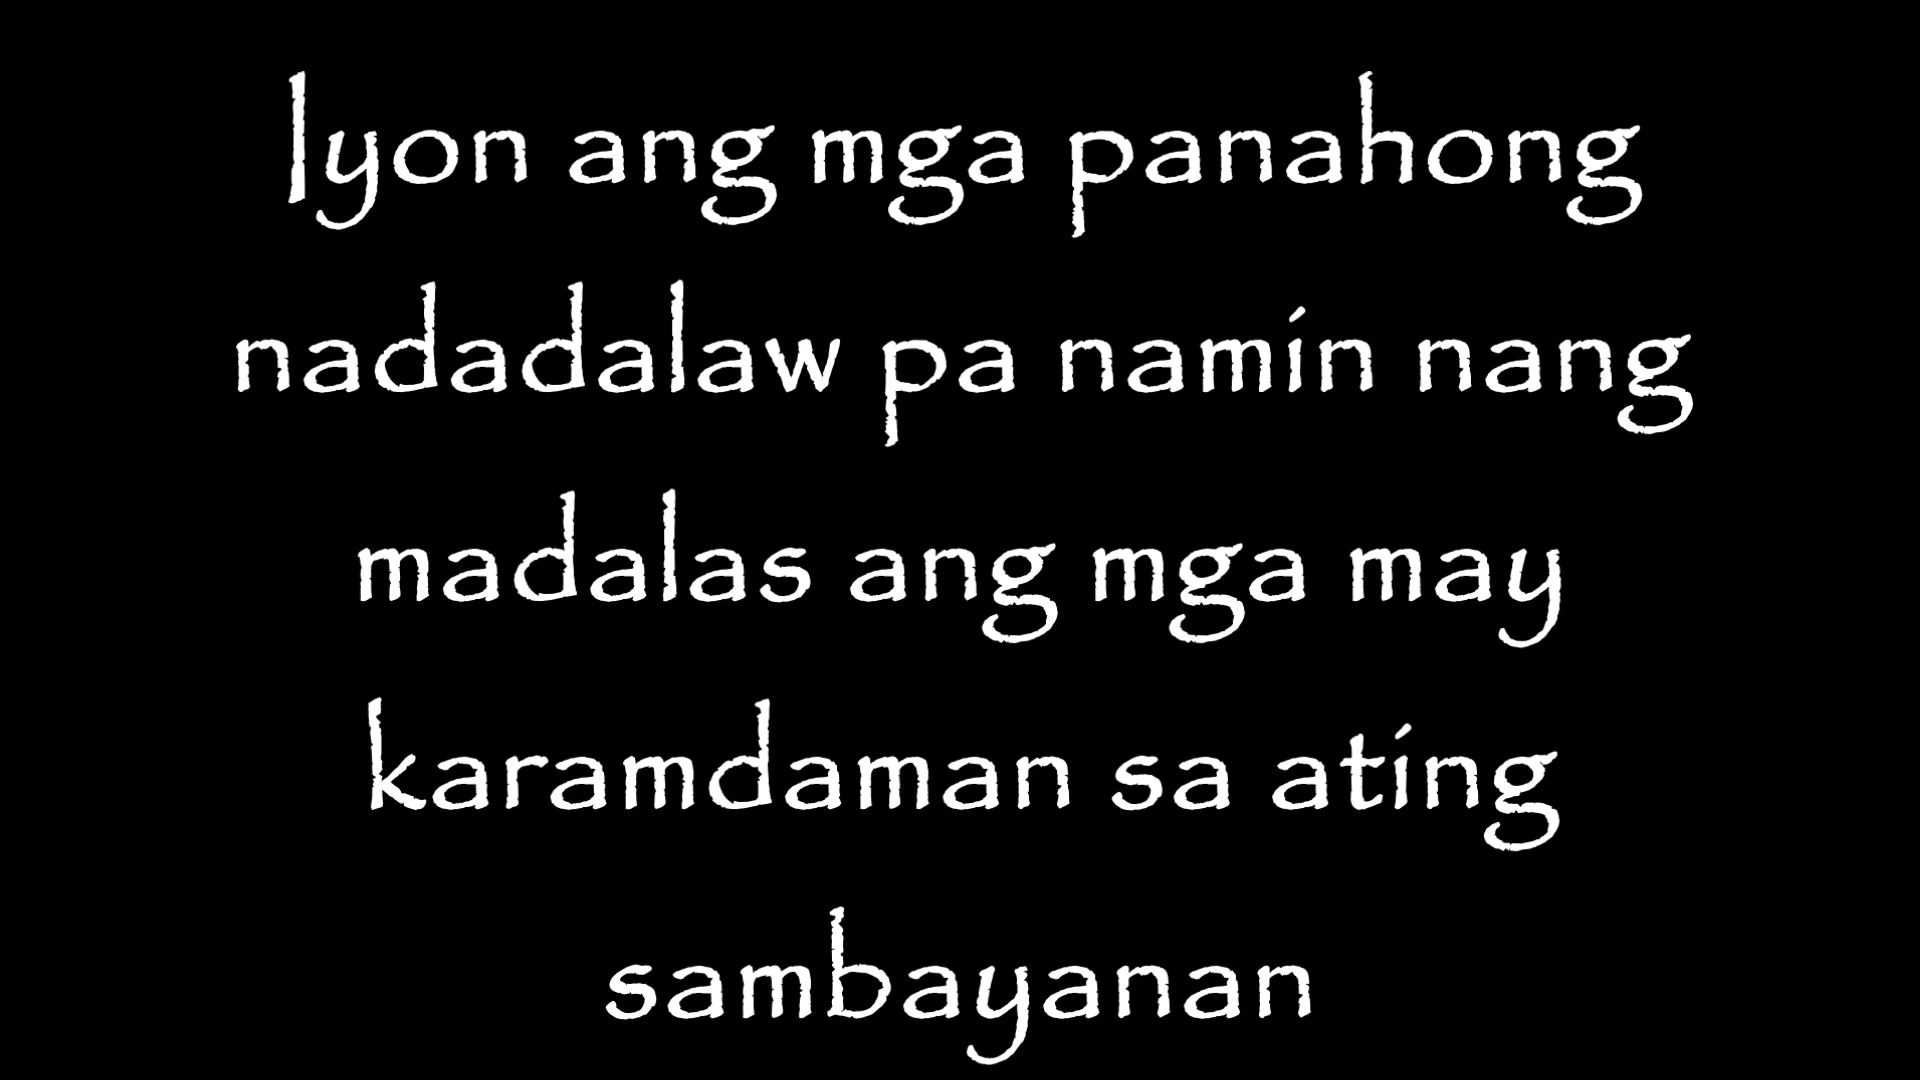 Iyon ang mga panahong
nadadalaw pa namin nang
madalas ang mga may
karamdaman sa ating
sambayanan